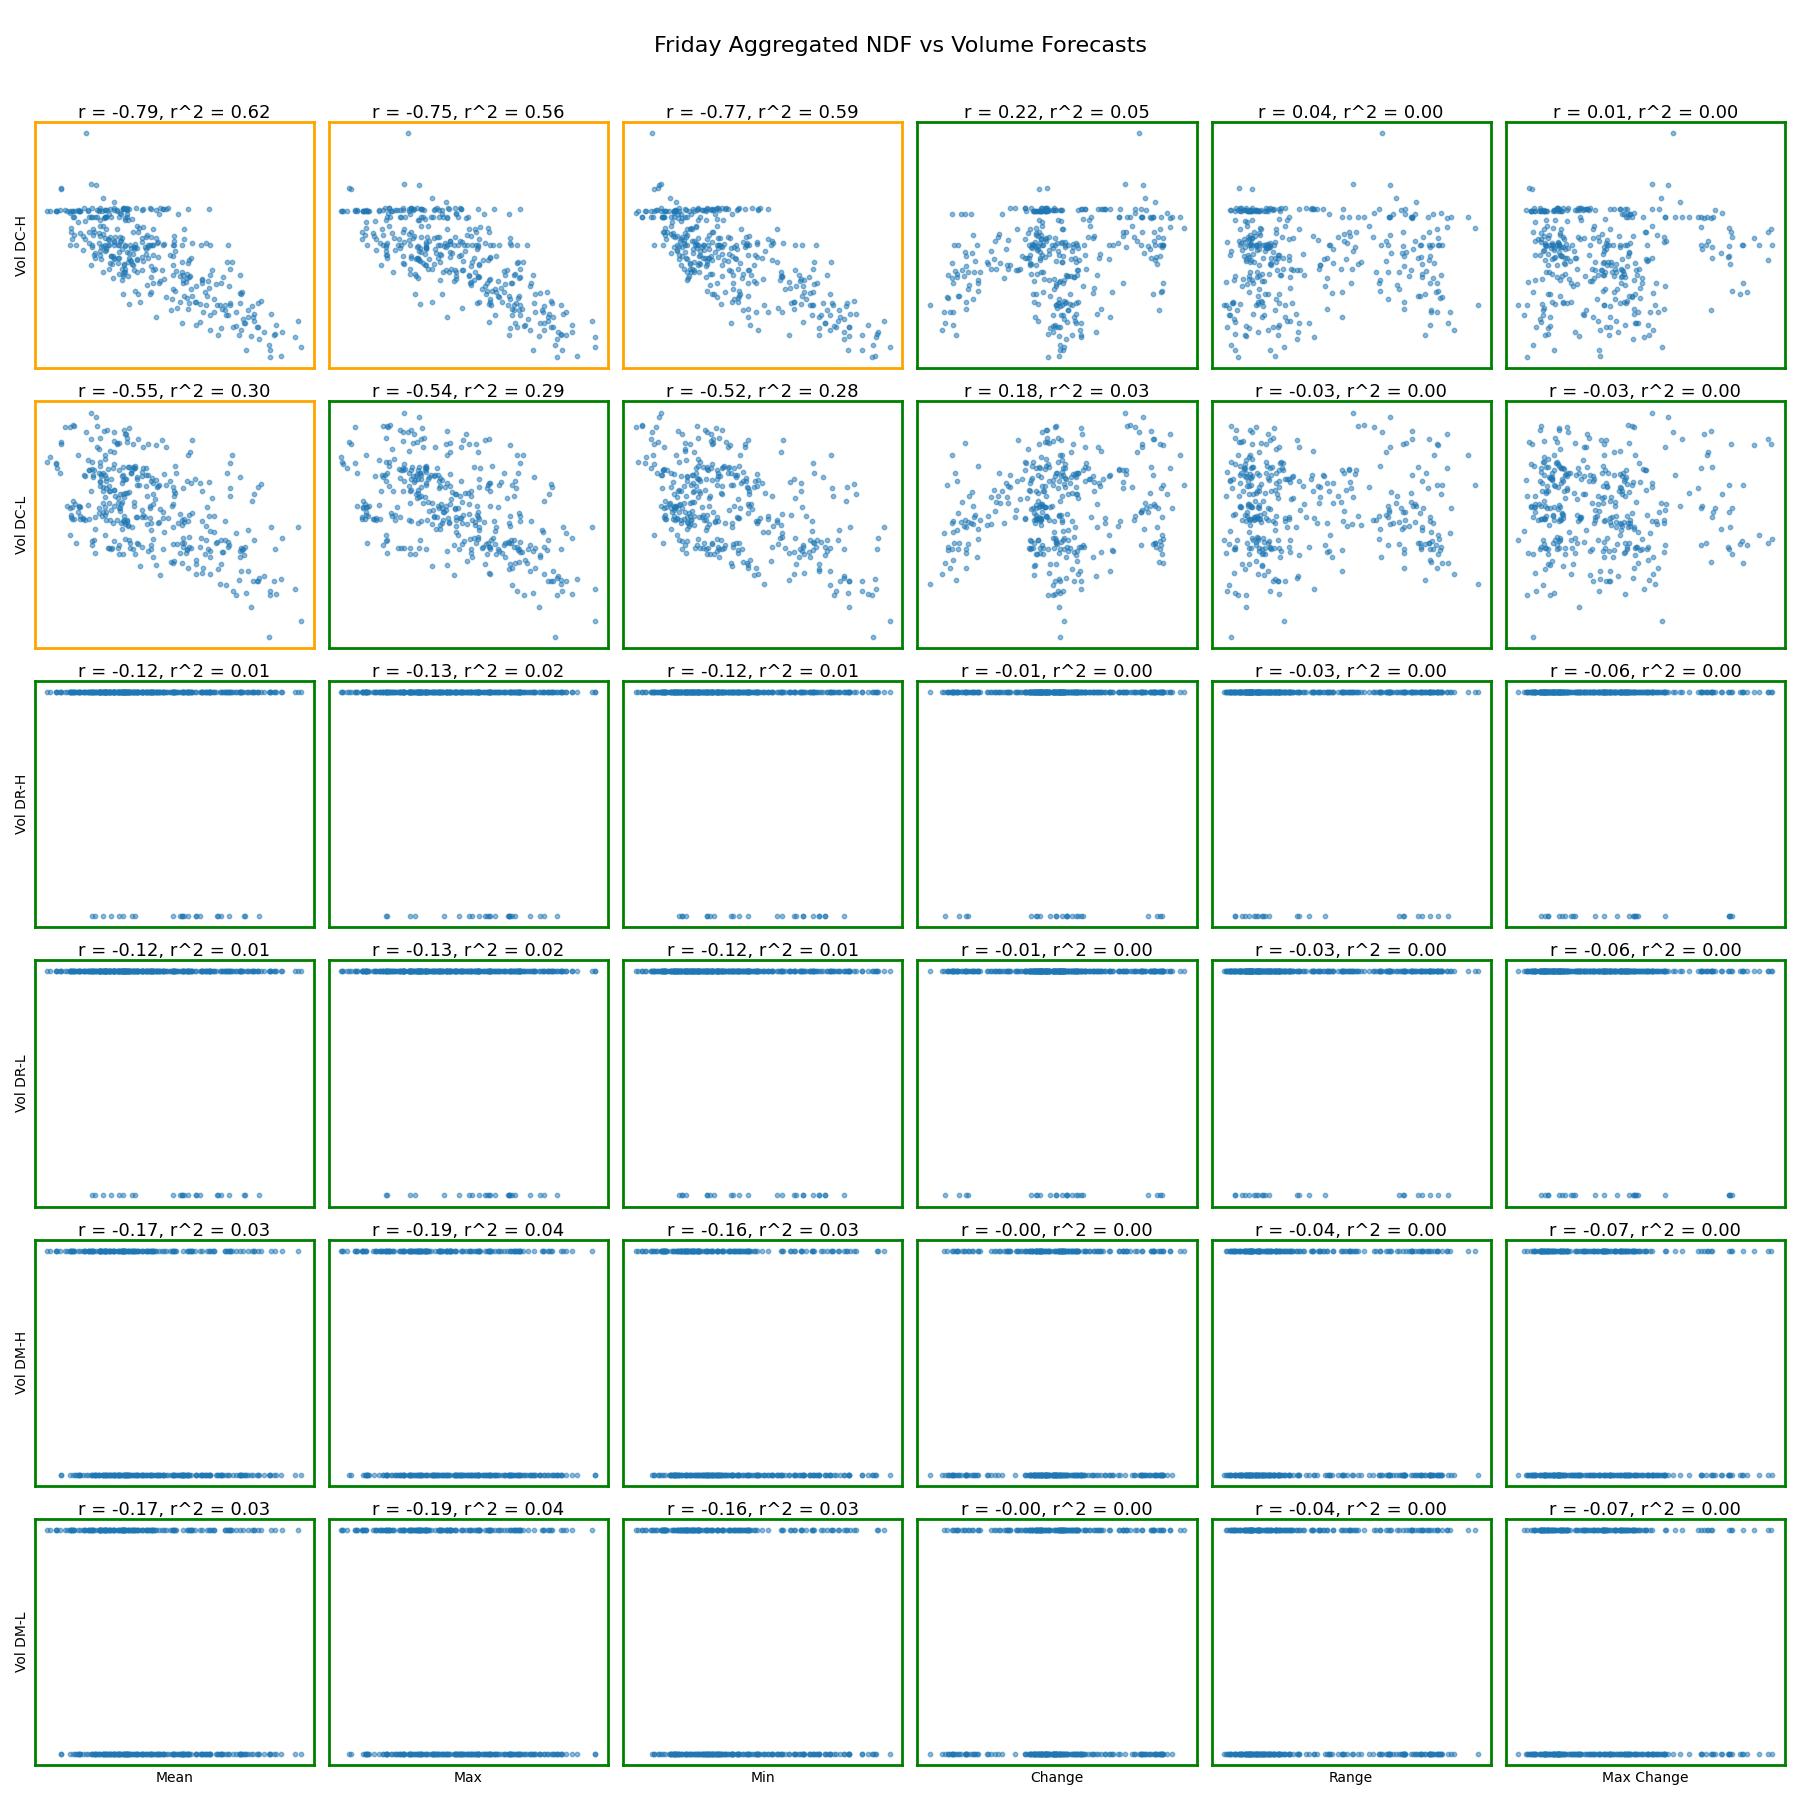 Friday Aggregated NDF vs Volume Forecasts
r = -0.79, r^2 = 0.62
r = -0.75, r^2 = 0.56
r = -0.77, r^2 = 0.59
r = 0.22, r^2 = 0.05
r = 0.04, r^2 = 0.00
r = 0.01, r^2 = 0.00
Vol DC-H
r = -0.55, r^2 = 0.30
r = -0.54, r^2 = 0.29
r = -0.52, r^2 = 0.28
r = 0.18, r^2 = 0.03
r = -0.03, r^2 = 0.00
r = -0.03, r^2 = 0.00
Vol DC-L
r = -0.12, r^2 = 0.01
r = -0.13, r^2 = 0.02
r = -0.12, r^2 = 0.01
r = -0.01, r^2 = 0.00
r = -0.03, r^2 = 0.00
r = -0.06, r^2 = 0.00
Vol DR-H
r = -0.12, r^2 = 0.01
r = -0.13, r^2 = 0.02
r = -0.12, r^2 = 0.01
r = -0.01, r^2 = 0.00
r = -0.03, r^2 = 0.00
r = -0.06, r^2 = 0.00
Vol DR-L
r = -0.17, r^2 = 0.03
r = -0.19, r^2 = 0.04
r = -0.16, r^2 = 0.03
r = -0.00, r^2 = 0.00
r = -0.04, r^2 = 0.00
r = -0.07, r^2 = 0.00
Vol DM-H
r = -0.17, r^2 = 0.03
r = -0.19, r^2 = 0.04
r = -0.16, r^2 = 0.03
r = -0.00, r^2 = 0.00
r = -0.04, r^2 = 0.00
r = -0.07, r^2 = 0.00
Vol DM-L
Mean
Max
Min
Change
Range
Max Change